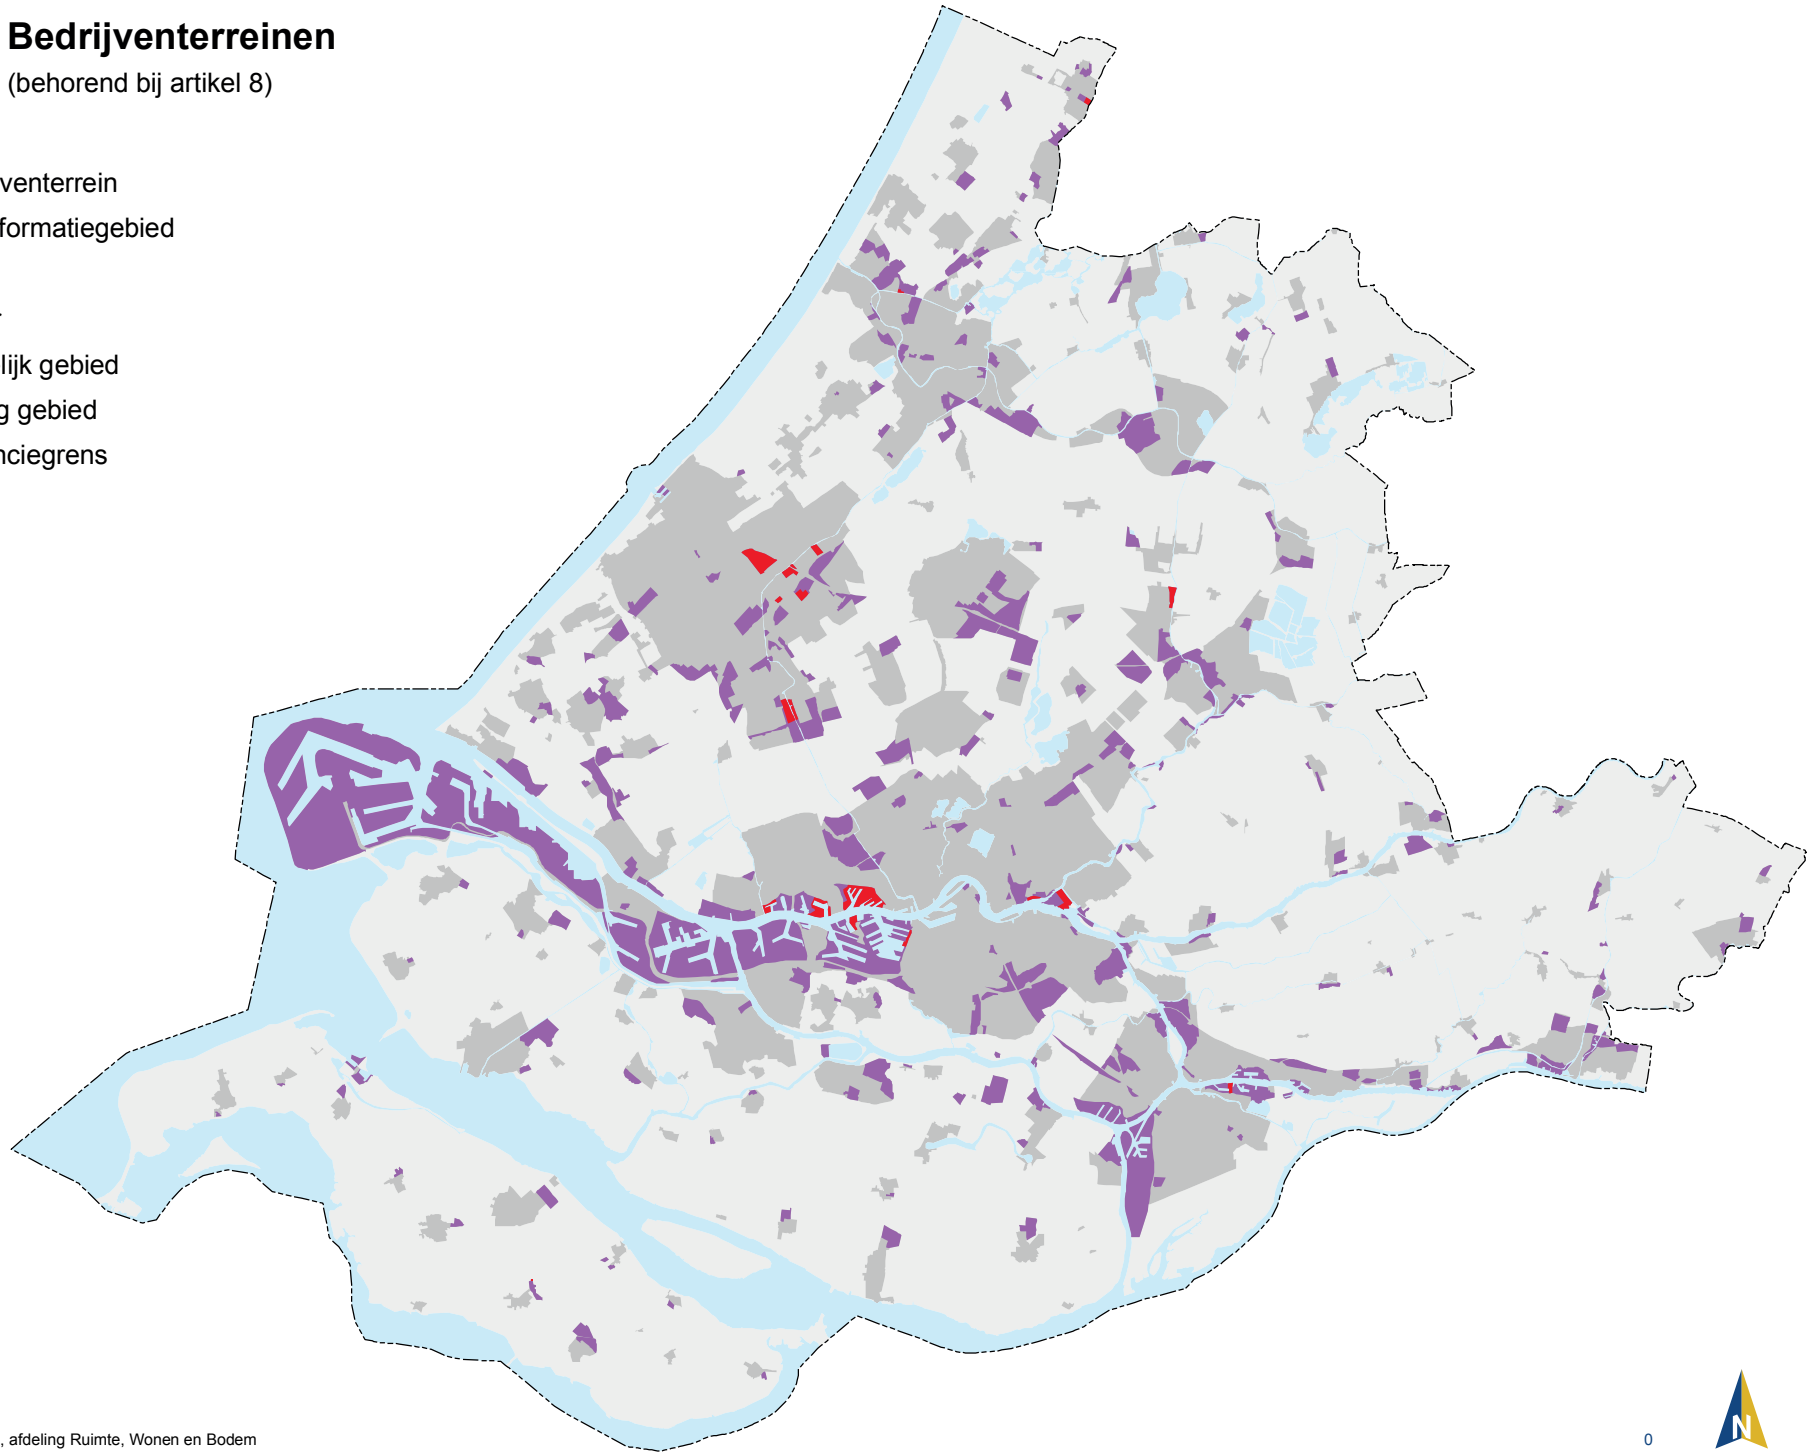 Bedrijventerreinen
(behorend bij artikel 8)
venterrein
formatiegebied
lijk gebied
g gebied
nciegrens
, afdeling Ruimte, Wonen en Bodem
0
N